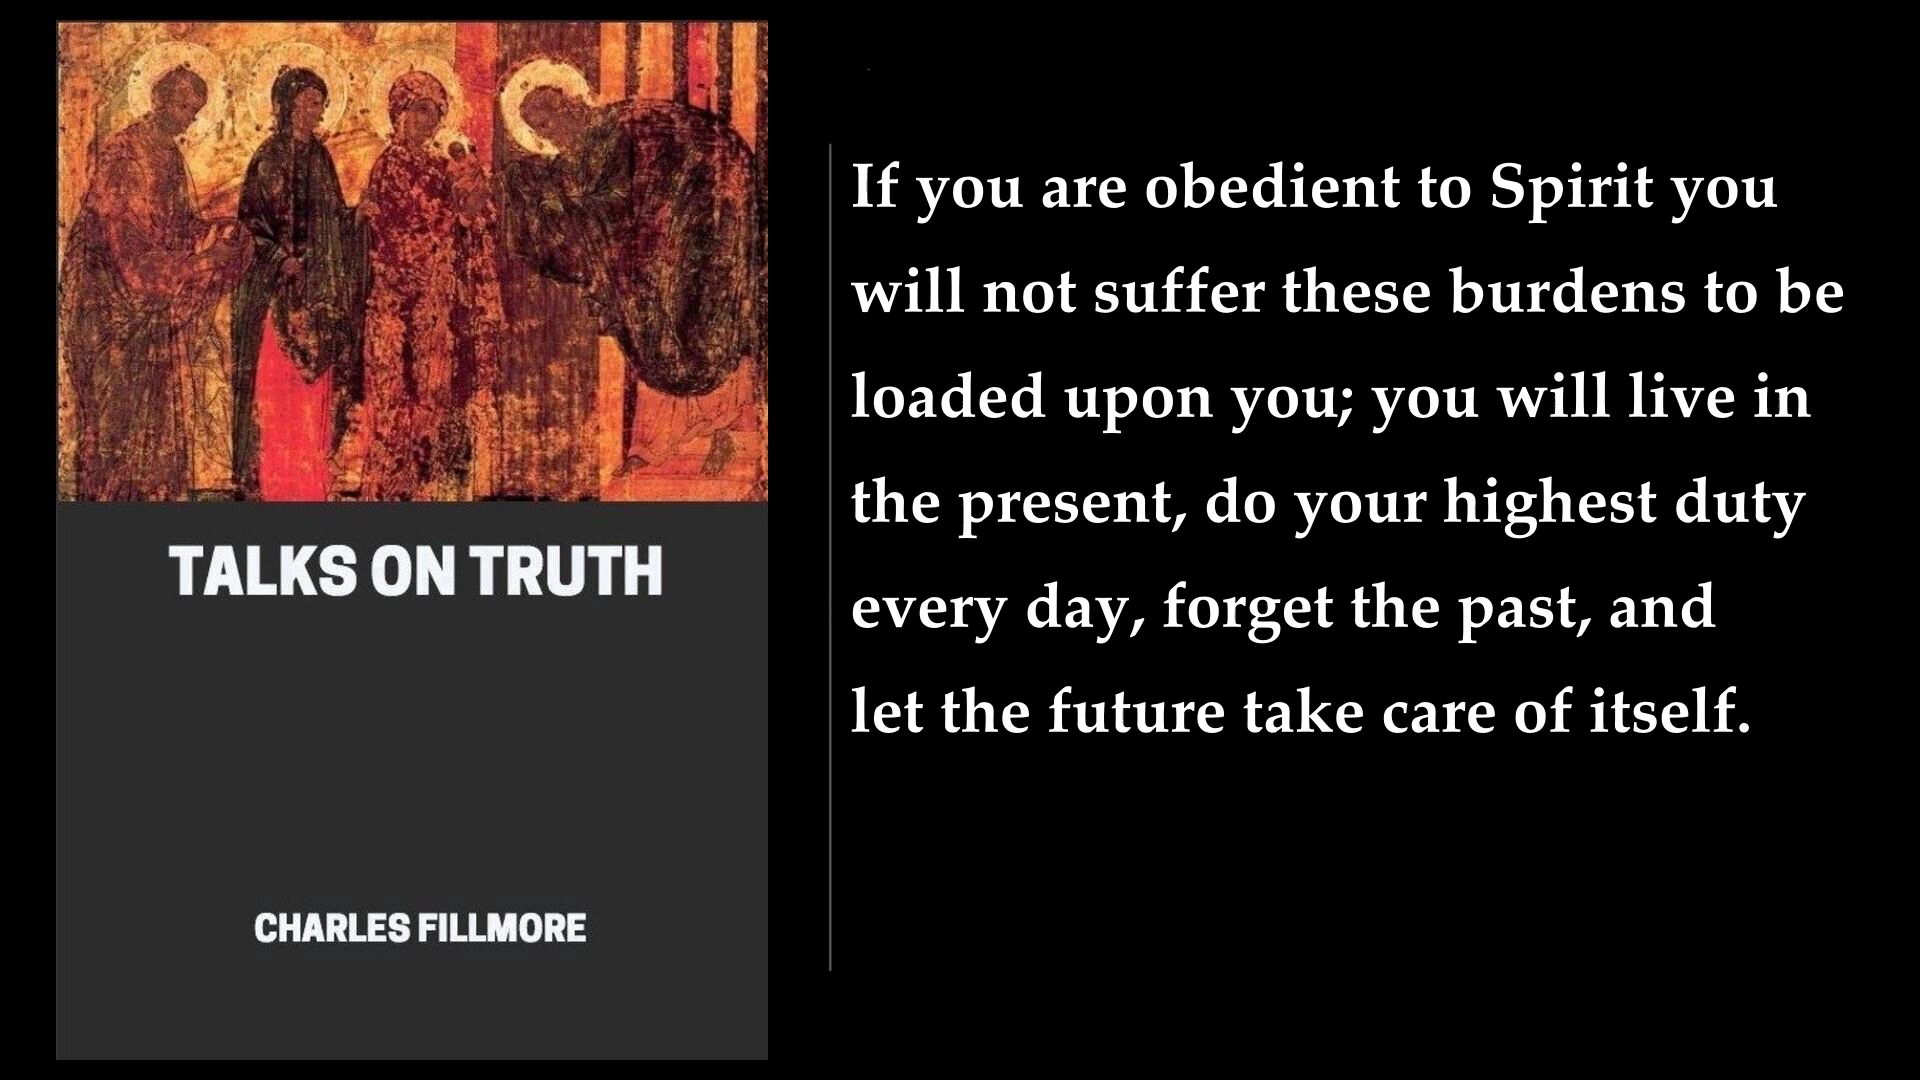 TALKS ON TRUTH
CHARLES FILLMORE
If you are obedient to Spirit you
will not suffer these burdens to be
loaded upon you; you will live in
the present, do your highest duty
every day, forget the past, and
let the future take care of itself.